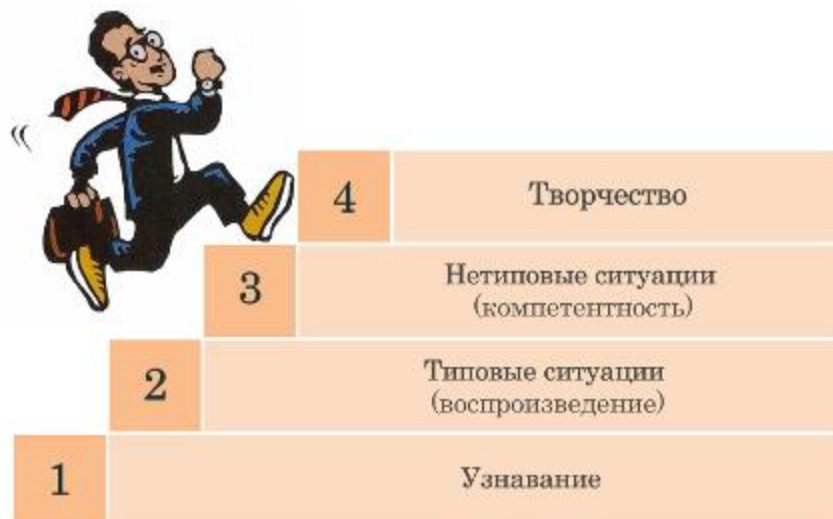 4
Творчество
3
Нетиповые ситуации
(компетентность)
2
Типовые ситуации
(воспроизведение)
1
Узнавание